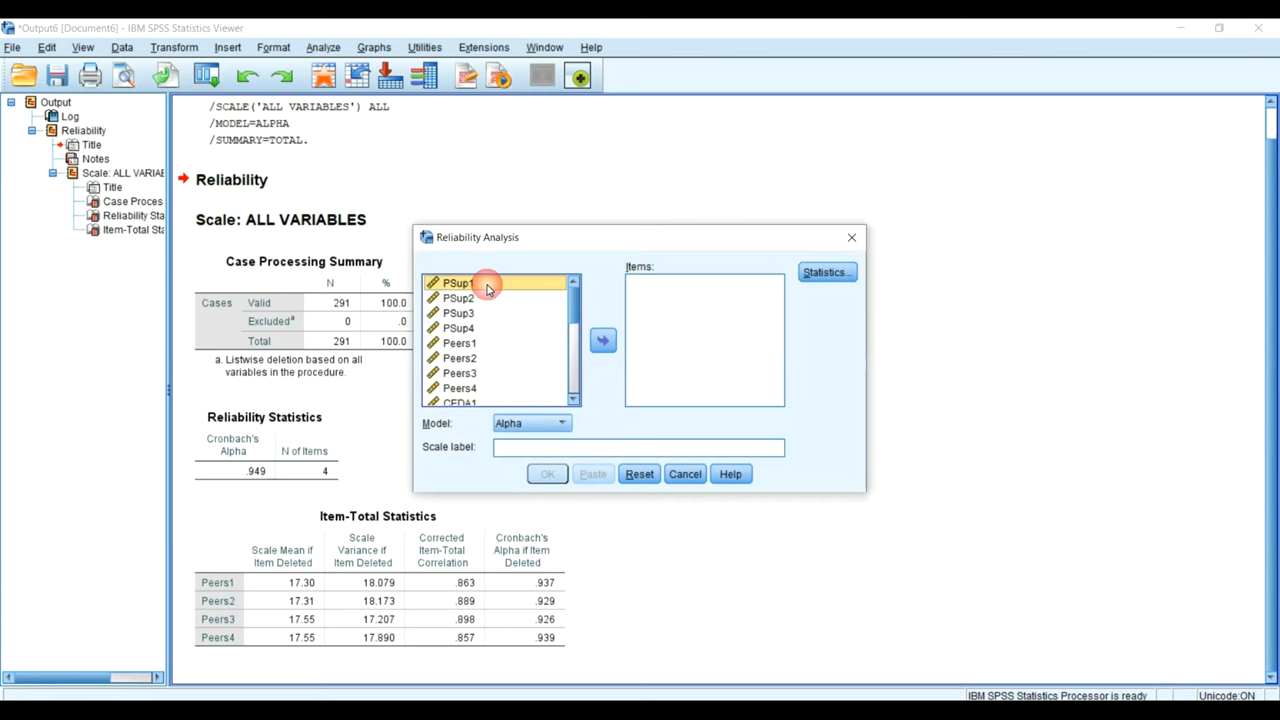 *Output6 [Document6] - IBM SPSS Statistics Viewer
File Edit View Data Transform Insert Format Analyze Graphs Utilities Extensions Window Help
Output
Log
Reliability
Title
Notes
Scale: ALL VARIAE
Title
Case Proces
Reliability Sta
Item-Total Sta
/SCALE('ALL VARIABLES') ALL
/MODEL=ALPHA
/SUMMARY=TOTAL.
Reliability
Scale: ALL VARIABLES
Case Processing Summary
N %
Cases Valid 291 100.0
Excludedᵃ 0 .0
Total 291 100.0
a. Listwise deletion based on all
variables in the procedure.
Reliability Statistics
Cronbach's
Alpha N of Items
.949 4
Item-Total Statistics
Scale Mean if
Item Deleted
Scale
Variance if
Item Deleted
Corrected
Item-Total
Correlation
Cronbach's
Alpha if Item
Deleted
Peers1 17.30 18.079 .863 .937
Peers2 17.31 18.173 .889 .929
Peers3 17.55 17.207 .898 .926
Peers4 17.55 17.890 .857 .939
Reliability Analysis
PSup1
PSup2
PSup3
PSup4
Peers1
Peers2
Peers3
Peers4
CEDA1
Items:
Statistics...
Model: Alpha
Scale label:
OK Paste Reset Cancel Help
IBM SPSS Statistics Processor is ready Unicode:ON